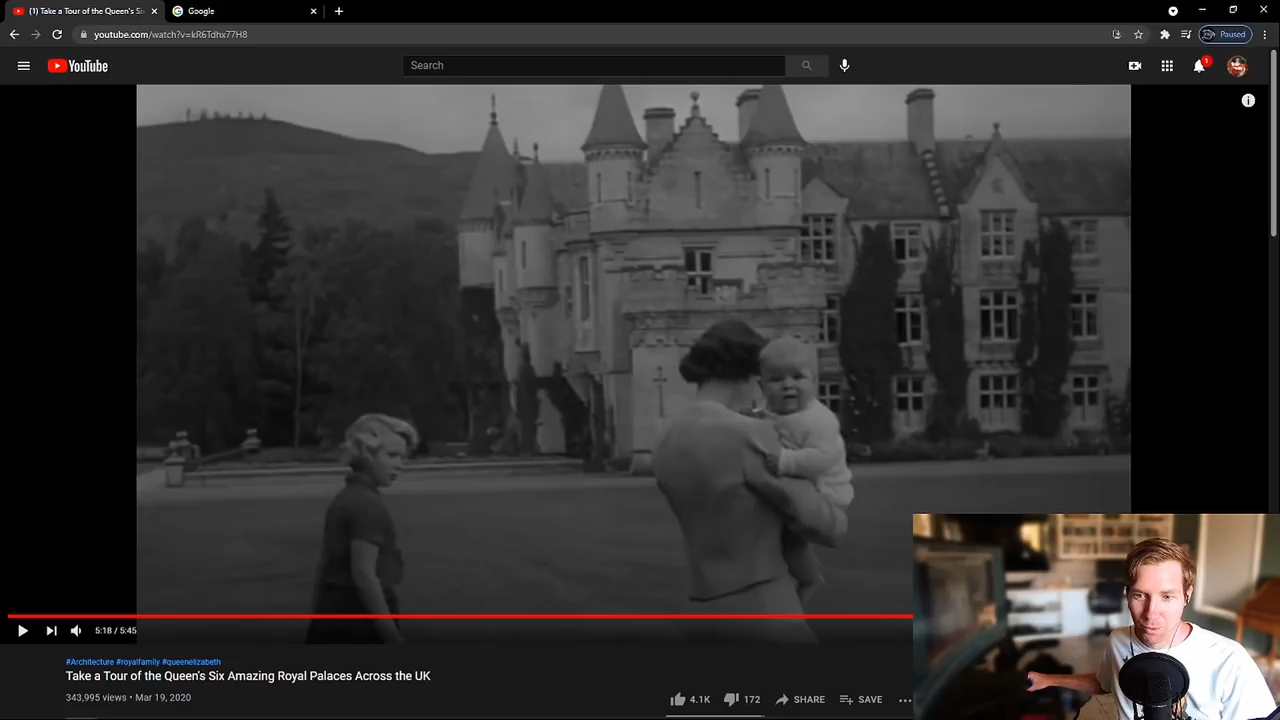 (1) Take a Tour of the Queen's Si
Google
youtube.com/watch?v=kR6Tdhx77H8
Paused
YouTube
Search
1
5:18 / 5:45
#Architecture #royalfamily #queenelizabeth
Take a Tour of the Queen's Six Amazing Royal Palaces Across the UK
343,995 views • Mar 19, 2020
4.1K
172
SHARE
SAVE